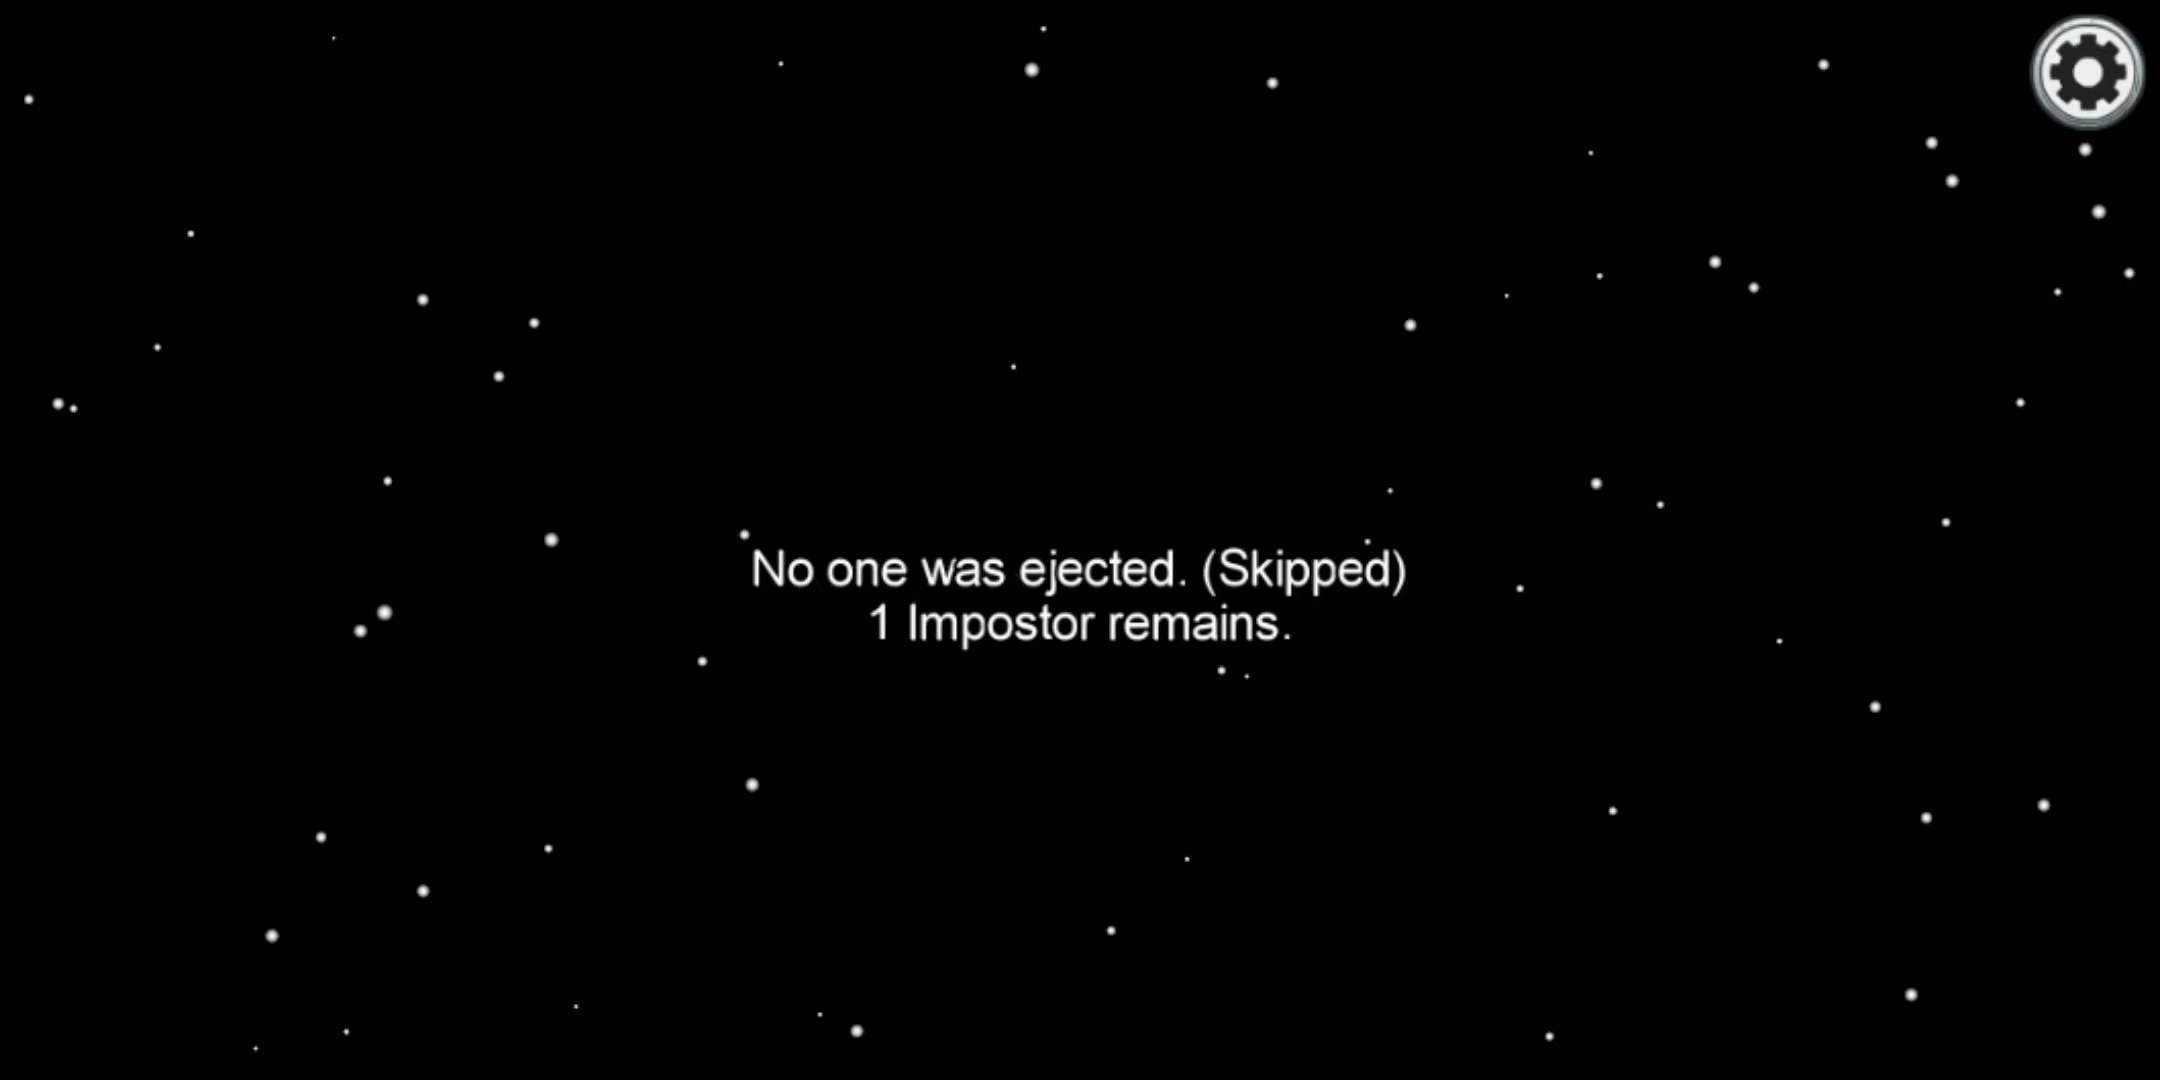 No one was ejected. (Skipped)
1 Impostor remains.